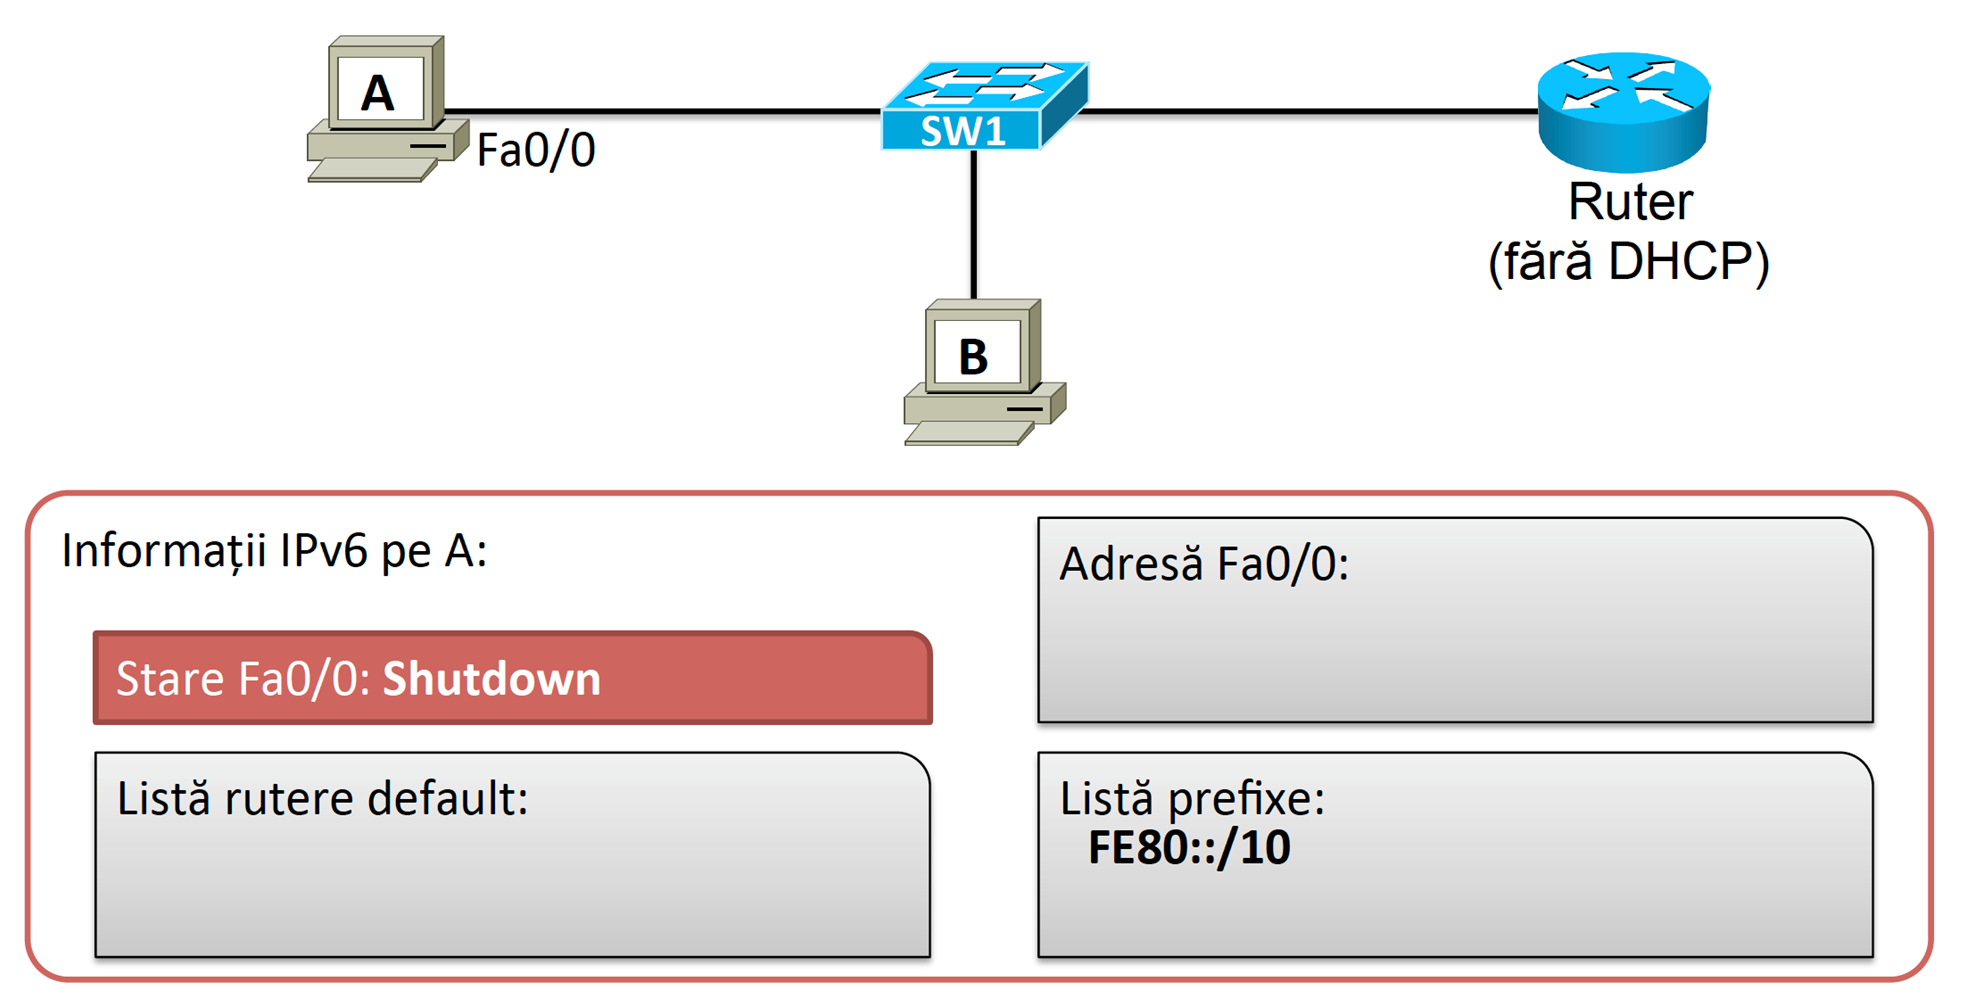 A
Fa0/0
SW1
Ruter
(fără DHCP)
B
Informații IPv6 pe A:
Adresă Fa0/0:
Stare Fa0/0: Shutdown
Listă rutere default:
Listă prefixe:
FE80::/10